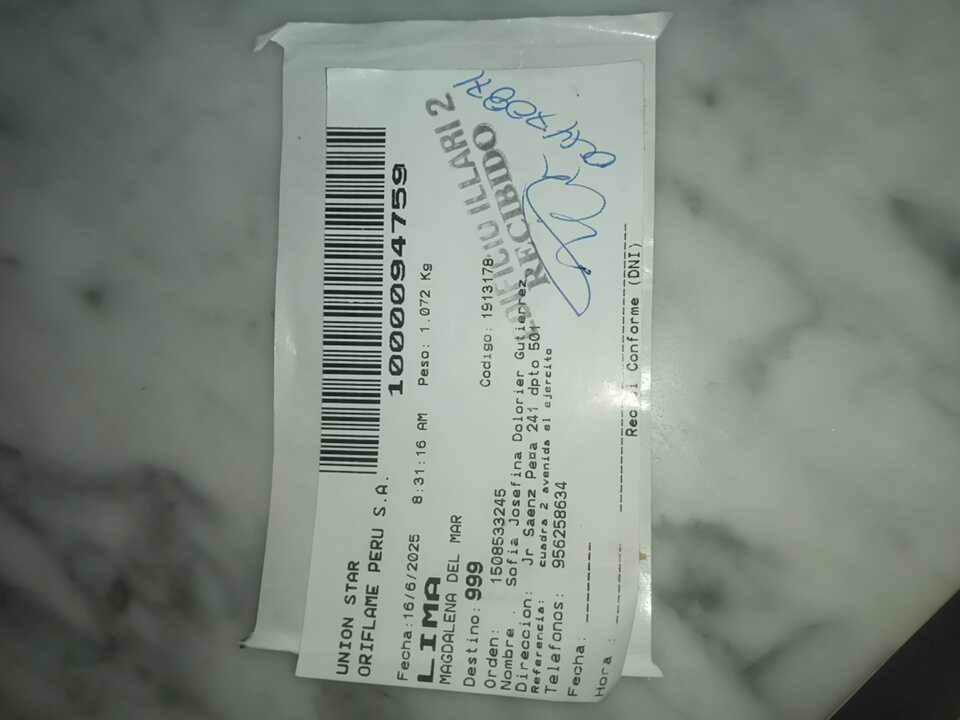 UNION STAR
ORIFLAME PERU S.A.
1000094759
Fecha:16/6/2025 8:31:16 AM Peso: 1.072 Kg
LIMA
MAGDALENA DEL MAR
Destino: 999
Orden: 1508533245 Codigo: 1913178
Nombre : Sofia Josefina Dolorier Gutierrez
Direccion: Jr Saenz Pena 241 dpto 501
Referencia: cuadra 2 avenida el ejercito
Teléfonos: 956258634
Fecha:
Hora :
Recibi Conforme (DNI)
EDIFICIO ILLARI 2
RECIBIDO